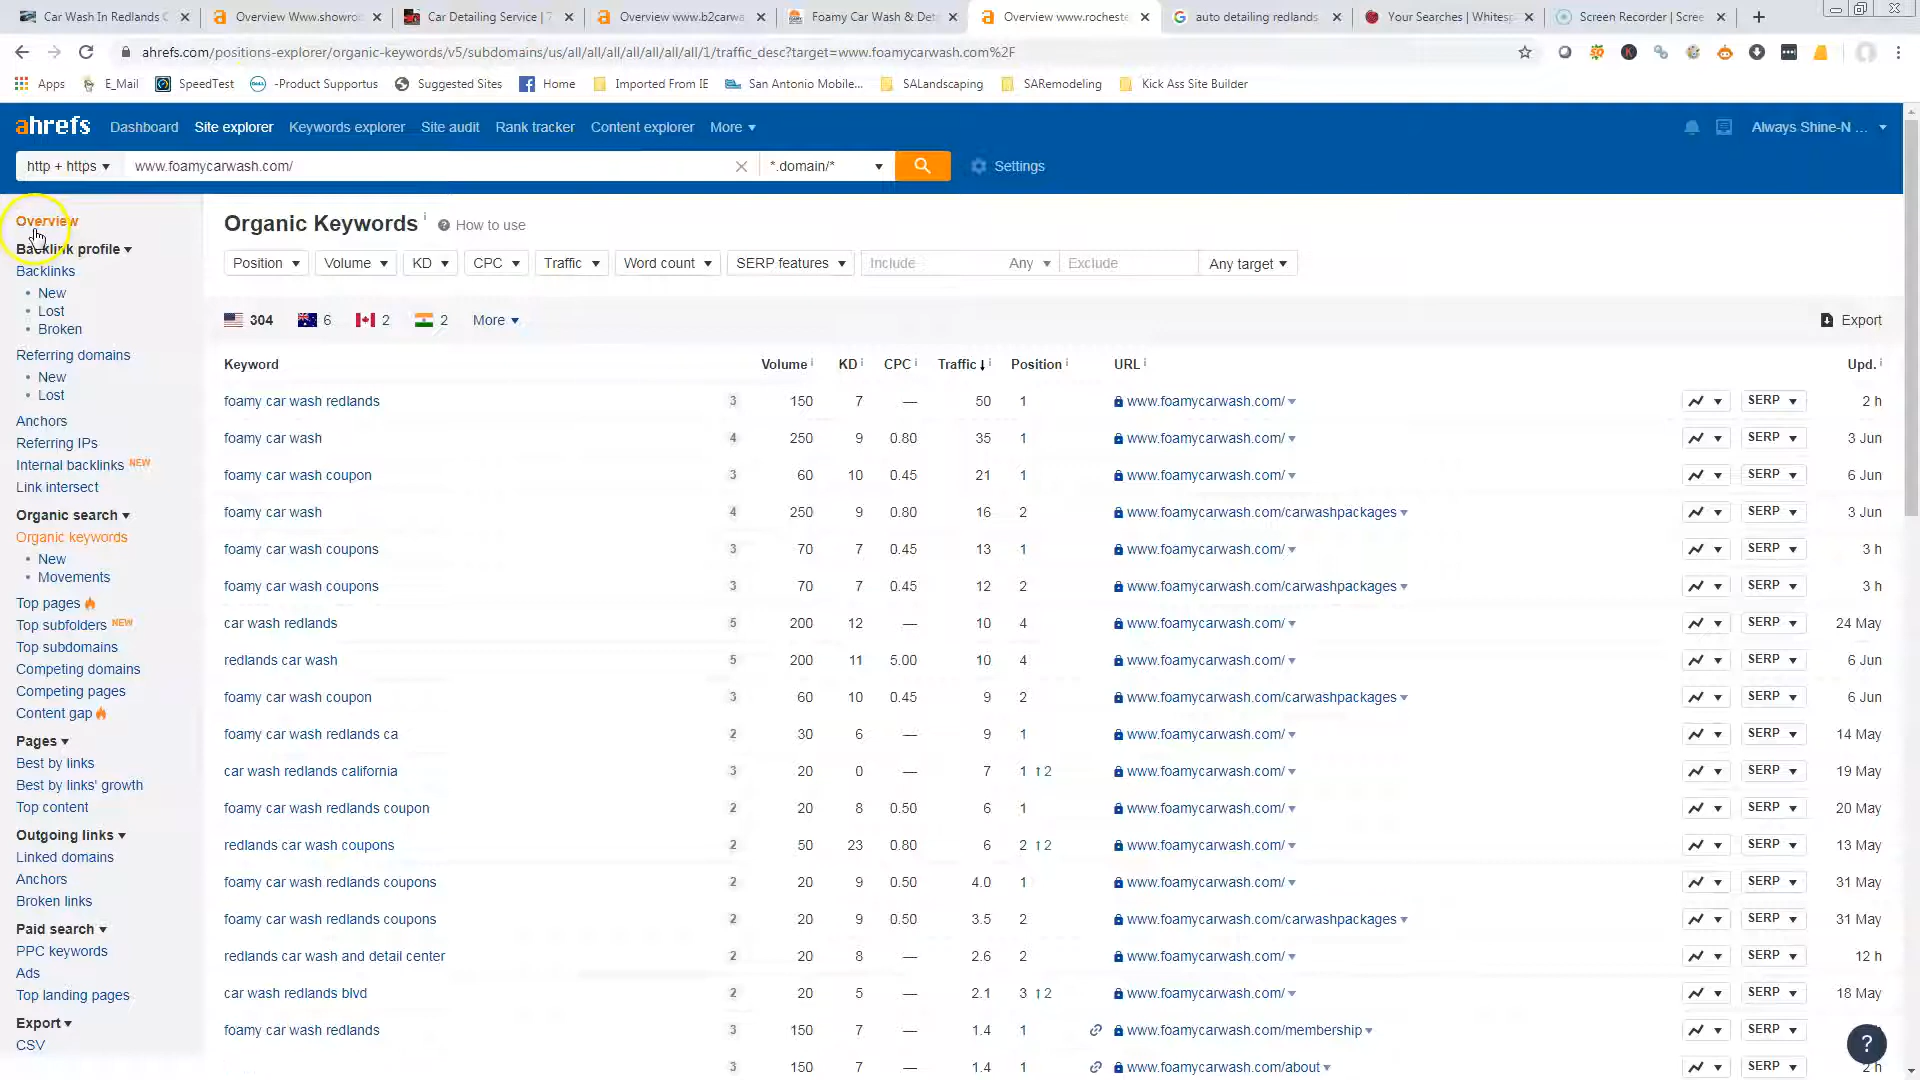 Car Wash In Redlands C
Overview Www.showro
Car Detailing Service | 7
Overview www.b2carwa
Foamy Car Wash & Det
Overview www.rocheste
auto detailing redlands
Your Searches | Whitesp
Screen Recorder | Scree
ahrefs.com/positions-explorer/organic-keywords/v5/subdomains/us/all/all/all/all/all/all/all/1/traffic_desc?target=www.foamycarwash.com%2F
Apps
E_Mail
SpeedTest
-Product Supportus
Suggested Sites
Home
Imported From IE
San Antonio Mobile...
SALandscaping
SARemodeling
Kick Ass Site Builder
ahrefs Dashboard Site explorer Keywords explorer Site audit Rank tracker Content explorer More
Always Shine-N ...
http + https www.foamycarwash.com/ *.domain/* Settings
Overview
Backlink profile
Backlinks
• New
• Lost
• Broken
Referring domains
• New
• Lost
Anchors
Referring IPs
Internal backlinks NEW
Link intersect
Organic search
Organic keywords
• New
• Movements
Top pages
Top subfolders NEW
Top subdomains
Competing domains
Competing pages
Content gap
Pages
Best by links
Best by links' growth
Top content
Outgoing links
Linked domains
Anchors
Broken links
Paid search
PPC keywords
Ads
Top landing pages
Export
CSV
Organic Keywords i How to use
Position Volume KD CPC Traffic Word count SERP features Include Any Exclude Any target
304 6 2 2 More Export
Keyword Volume i KD i CPC i Traffic ↓ i Position i URL i Upd. i
foamy car wash redlands 3 150 7 — 50 1 www.foamycarwash.com/ SERP 2 h
foamy car wash 4 250 9 0.80 35 1 www.foamycarwash.com/ SERP 3 Jun
foamy car wash coupon 3 60 10 0.45 21 1 www.foamycarwash.com/ SERP 6 Jun
foamy car wash 4 250 9 0.80 16 2 www.foamycarwash.com/carwashpackages SERP 3 Jun
foamy car wash coupons 3 70 7 0.45 13 1 www.foamycarwash.com/ SERP 3 h
foamy car wash coupons 3 70 7 0.45 12 2 www.foamycarwash.com/carwashpackages SERP 3 h
car wash redlands 5 200 12 — 10 4 www.foamycarwash.com/ SERP 24 May
redlands car wash 5 200 11 5.00 10 4 www.foamycarwash.com/ SERP 6 Jun
foamy car wash coupon 3 60 10 0.45 9 2 www.foamycarwash.com/carwashpackages SERP 6 Jun
foamy car wash redlands ca 2 30 6 — 9 1 www.foamycarwash.com/ SERP 14 May
car wash redlands california 3 20 0 — 7 1 ↑2 www.foamycarwash.com/ SERP 19 May
foamy car wash redlands coupon 2 20 8 0.50 6 1 www.foamycarwash.com/ SERP 20 May
redlands car wash coupons 2 50 23 0.80 6 2 ↑2 www.foamycarwash.com/ SERP 13 May
foamy car wash redlands coupons 2 20 9 0.50 4.0 1 www.foamycarwash.com/ SERP 31 May
foamy car wash redlands coupons 2 20 9 0.50 3.5 2 www.foamycarwash.com/carwashpackages SERP 31 May
redlands car wash and detail center 2 20 8 — 2.6 2 www.foamycarwash.com/ SERP 12 h
car wash redlands blvd 2 20 5 — 2.1 3 ↑2 www.foamycarwash.com/ SERP 18 May
foamy car wash redlands 3 150 7 — 1.4 1 www.foamycarwash.com/membership SERP
3 150 7 — 1.4 1 www.foamycarwash.com/about SERP 2 h
?